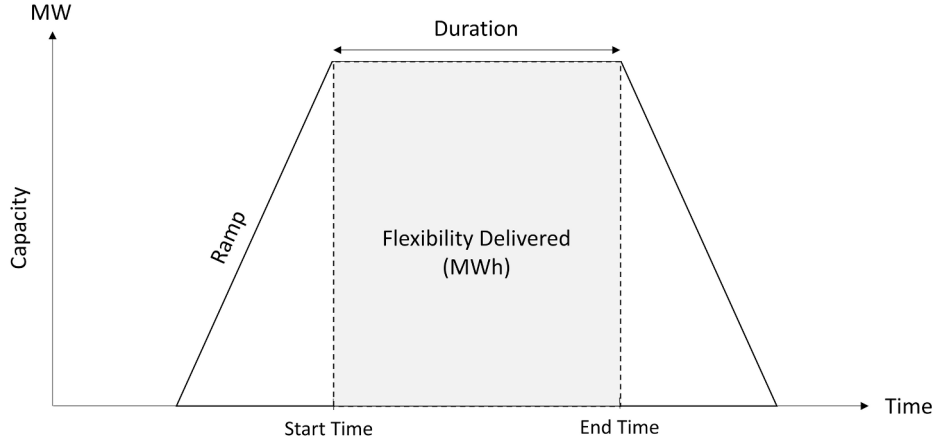 MW
Duration
Capacity
Ramp
Flexibility Delivered
(MWh)
Time
Start Time
End Time